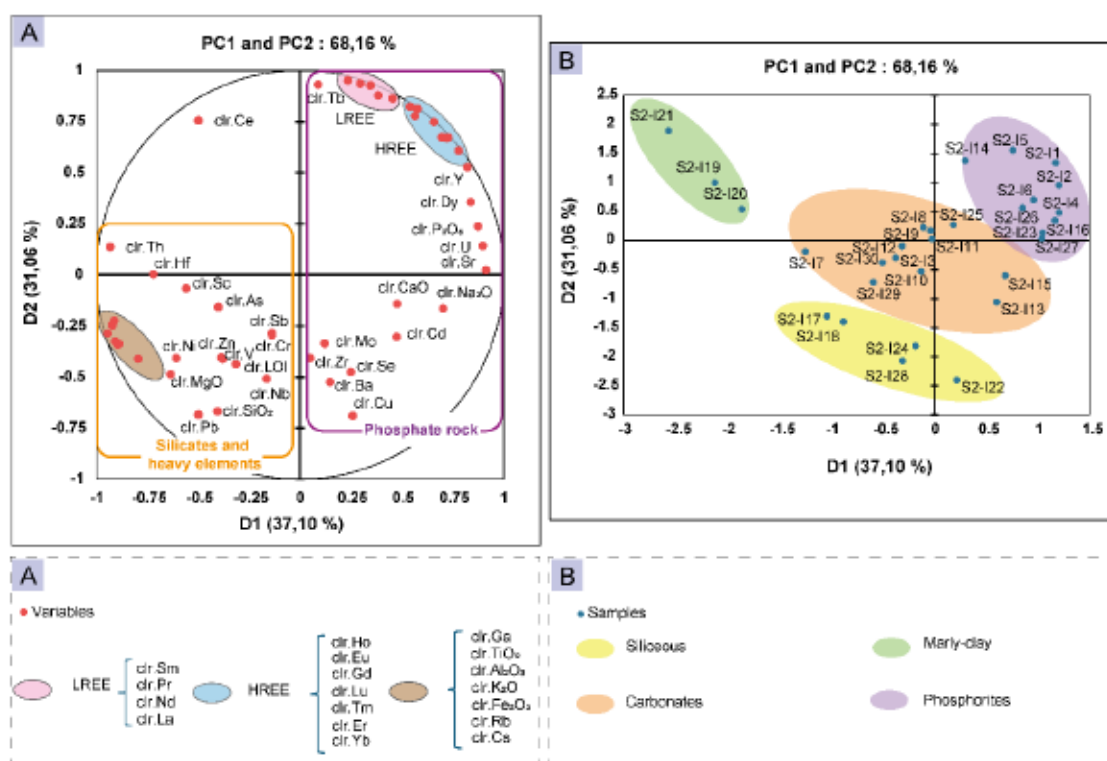 A
PC1 and PC2 : 68,16 %
1
0.75
0.5
0.25
0
-0.25
-0.5
-0.75
-1
D2 (31,06 %)
clr.Tb
LREE
clr.Ce
HREE
clr.Y
clr.Dy
clr.P₂O₅
clr.U
clr.Sr
clr.Th
clr.Hf
clr.Sc
clr.As
clr.CaO
clr.Na₂O
clr.Sb
clr.Cd
clr.Ni
clr.Zn
clr.V
clr.Cr
clr.LOI
clr.Mo
clr.Zr
clr.Se
clr.MgO
clr.Nb
clr.Ba
clr.SiO₂
clr.Cu
clr.Pb
Silicates and
heavy elements
Phosphate rock
-1
-0.75
-0.5
-0.25
0
0.25
0.5
0.75
1
D1 (37,10 %)
B
PC1 and PC2 : 68,16 %
2.5
2
1.5
1
0.5
0
-0.5
-1
-1.5
-2
-2.5
-3
D2 (31,06 %)
S2-I21
S2-I19
S2-I20
S2-I14
S2-I5
S2-I1
S2-I2
S2-I6
S2-I4
S2-I26
S2-I16
S2-I23
S2-I27
S2-I8
S2-I25
S2-I9
S2-I11
S2-I12
S2-I7
S2-I30
S2-I3
S2-I10
S2-I15
S2-I29
S2-I13
S2-I17
S2-I18
S2-I24
S2-I28
S2-I22
-3
-2.5
-2
-1.5
-1
-0.5
0
0.5
1
1.5
D1 (37,10 %)
A
Variables
LREE
clr.Sm
clr.Pr
clr.Nd
clr.La
HREE
clr.Ho
clr.Eu
clr.Gd
clr.Lu
clr.Tm
clr.Er
clr.Yb
clr.Ga
clr.TiO₂
clr.Al₂O₃
clr.K₂O
clr.Fe₂O₃
clr.Rb
clr.Cs
B
Samples
Siliceous
Marly-clay
Carbonates
Phosphorites